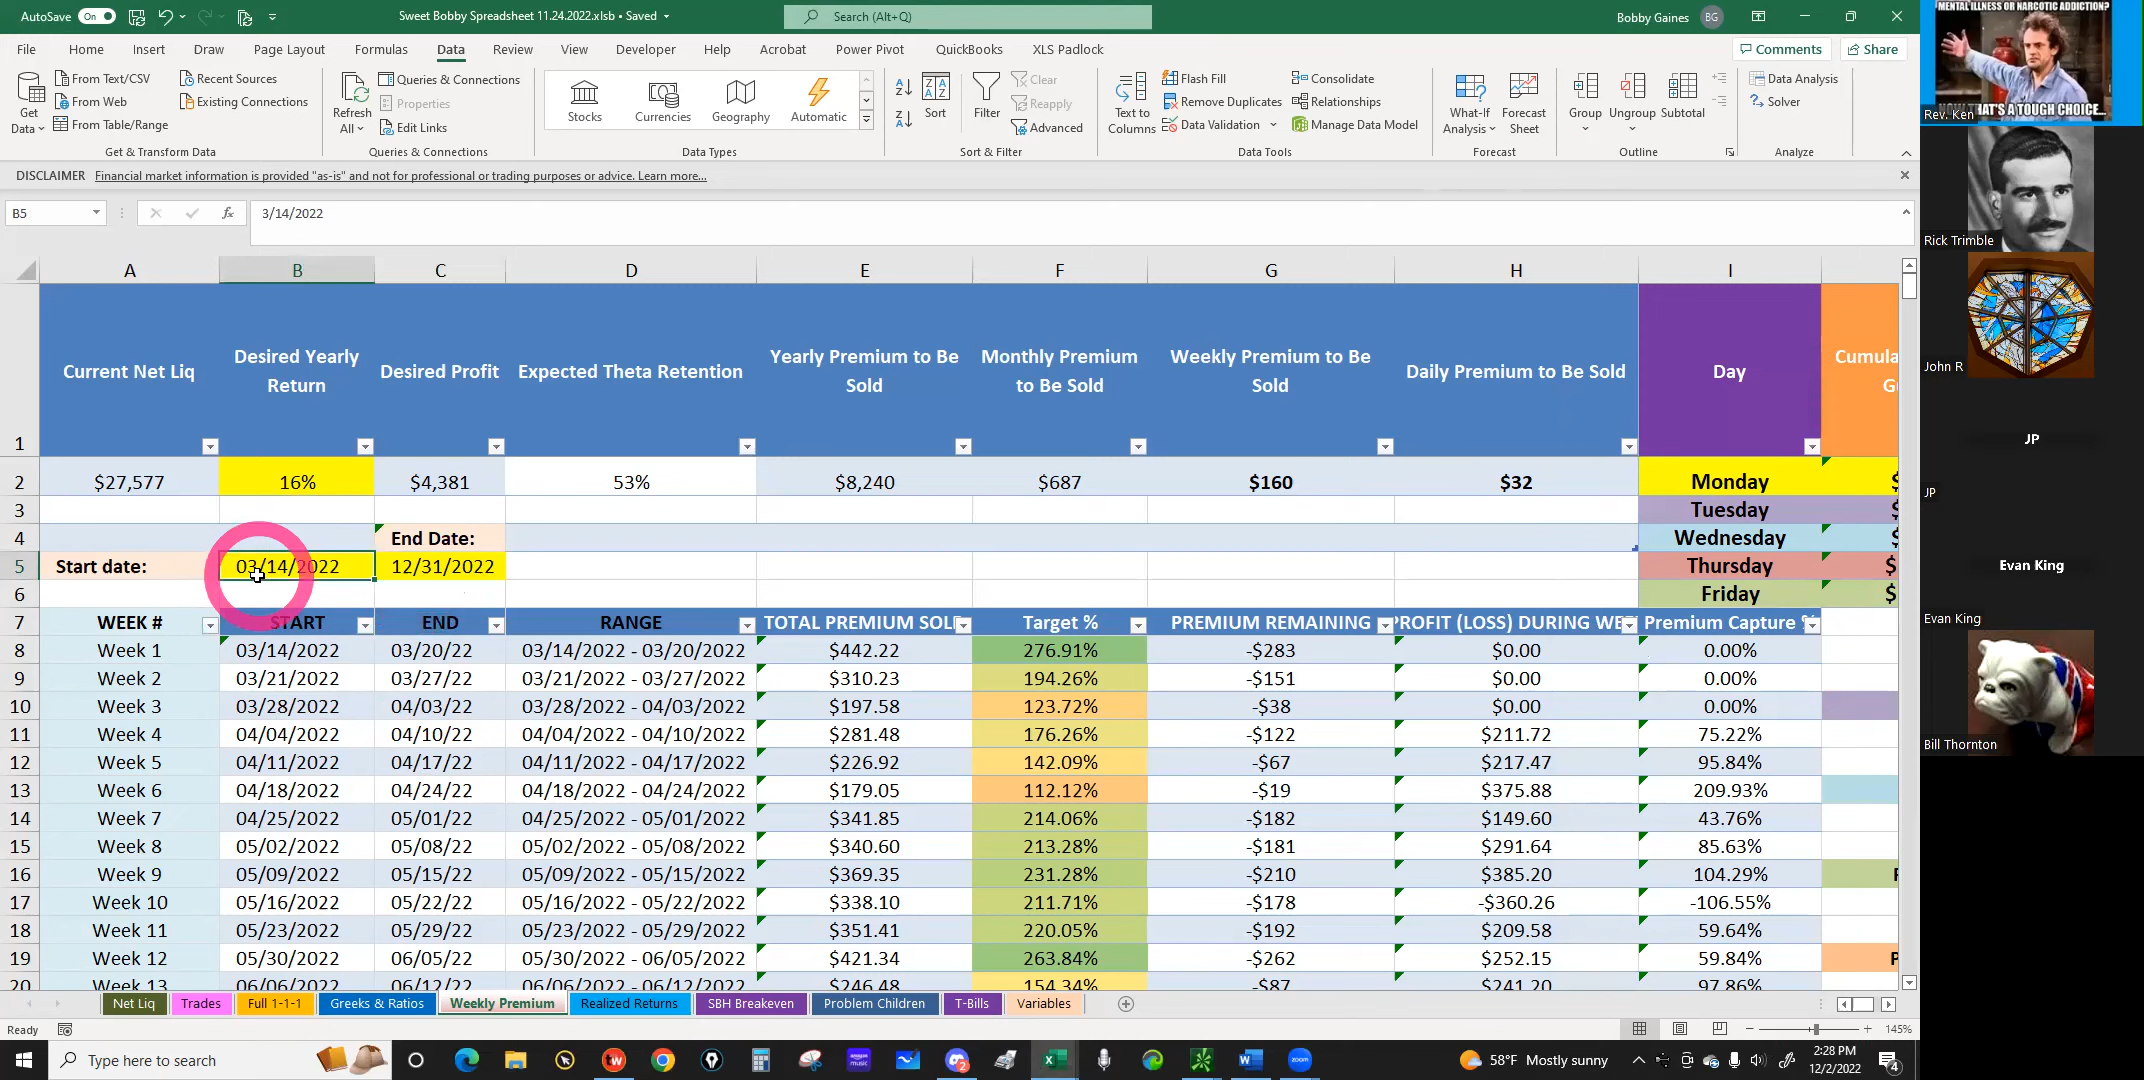 AutoSave On Sweet Bobby Spreadsheet 11.24.2022.xlsb • Saved Search (Alt+Q) Bobby Gaines BG
File Home Insert Draw Page Layout Formulas Data Review View Developer Help Acrobat Power Pivot QuickBooks XLS Padlock Comments Share
From Text/CSV Recent Sources Queries & Connections Clear Flash Fill Consolidate Data Analysis
From Web Existing Connections Properties Reapply Remove Duplicates Relationships Solver
From Table/Range Edit Links Advanced Data Validation Manage Data Model
Get Data Refresh All Stocks Currencies Geography Automatic Sort Filter Text to Columns What-If Analysis Forecast Sheet Group Ungroup Subtotal
Get & Transform Data Queries & Connections Data Types Sort & Filter Data Tools Forecast Outline Analyze
DISCLAIMER Financial market information is provided "as-is" and not for professional or trading purposes or advice. Learn more...
B5 fx 3/14/2022
A B C D E F G H I
1 Current Net Liq Desired Yearly Return Desired Profit Expected Theta Retention Yearly Premium to Be Sold Monthly Premium to Be Sold Weekly Premium to Be Sold Daily Premium to Be Sold Day Cumula G
2 $27,577 16% $4,381 53% $8,240 $687 $160 $32 Monday $
3 Tuesday $
4 End Date: Wednesday $
5 Start date: 03/14/2022 12/31/2022 Thursday $
6 Friday $
7 WEEK # START END RANGE TOTAL PREMIUM SOL Target % PREMIUM REMAINING PROFIT (LOSS) DURING WE Premium Capture %
8 Week 1 03/14/2022 03/20/22 03/14/2022 - 03/20/2022 $442.22 276.91% -$283 $0.00 0.00%
9 Week 2 03/21/2022 03/27/22 03/21/2022 - 03/27/2022 $310.23 194.26% -$151 $0.00 0.00%
10 Week 3 03/28/2022 04/03/22 03/28/2022 - 04/03/2022 $197.58 123.72% -$38 $0.00 0.00%
11 Week 4 04/04/2022 04/10/22 04/04/2022 - 04/10/2022 $281.48 176.26% -$122 $211.72 75.22%
12 Week 5 04/11/2022 04/17/22 04/11/2022 - 04/17/2022 $226.92 142.09% -$67 $217.47 95.84%
13 Week 6 04/18/2022 04/24/22 04/18/2022 - 04/24/2022 $179.05 112.12% -$19 $375.88 209.93%
14 Week 7 04/25/2022 05/01/22 04/25/2022 - 05/01/2022 $341.85 214.06% -$182 $149.60 43.76%
15 Week 8 05/02/2022 05/08/22 05/02/2022 - 05/08/2022 $340.60 213.28% -$181 $291.64 85.63%
16 Week 9 05/09/2022 05/15/22 05/09/2022 - 05/15/2022 $369.35 231.28% -$210 $385.20 104.29%
17 Week 10 05/16/2022 05/22/22 05/16/2022 - 05/22/2022 $338.10 211.71% -$178 -$360.26 -106.55%
18 Week 11 05/23/2022 05/29/22 05/23/2022 - 05/29/2022 $351.41 220.05% -$192 $209.58 59.64%
19 Week 12 05/30/2022 06/05/22 05/30/2022 - 06/05/2022 $421.34 263.84% -$262 $252.15 59.84%
20 Week 13 06/06/2022 06/12/22 06/06/2022 - 06/12/2022 $246.48 154.34% -$87 $241.20 97.86%
Net Liq Trades Full 1-1-1 Greeks & Ratios Weekly Premium Realized Returns SBH Breakeven Problem Children T-Bills Variables
Ready 145%
Type here to search 58°F Mostly sunny 2:28 PM
12/2/2022 4
MENTAL ILLNESS OR NARCOTIC ADDICTION?
NOW THAT'S A TOUGH CHOICE...
Rev. Ken
Rick Trimble
John R
JP
JP
Evan King
Evan King
Bill Thornton